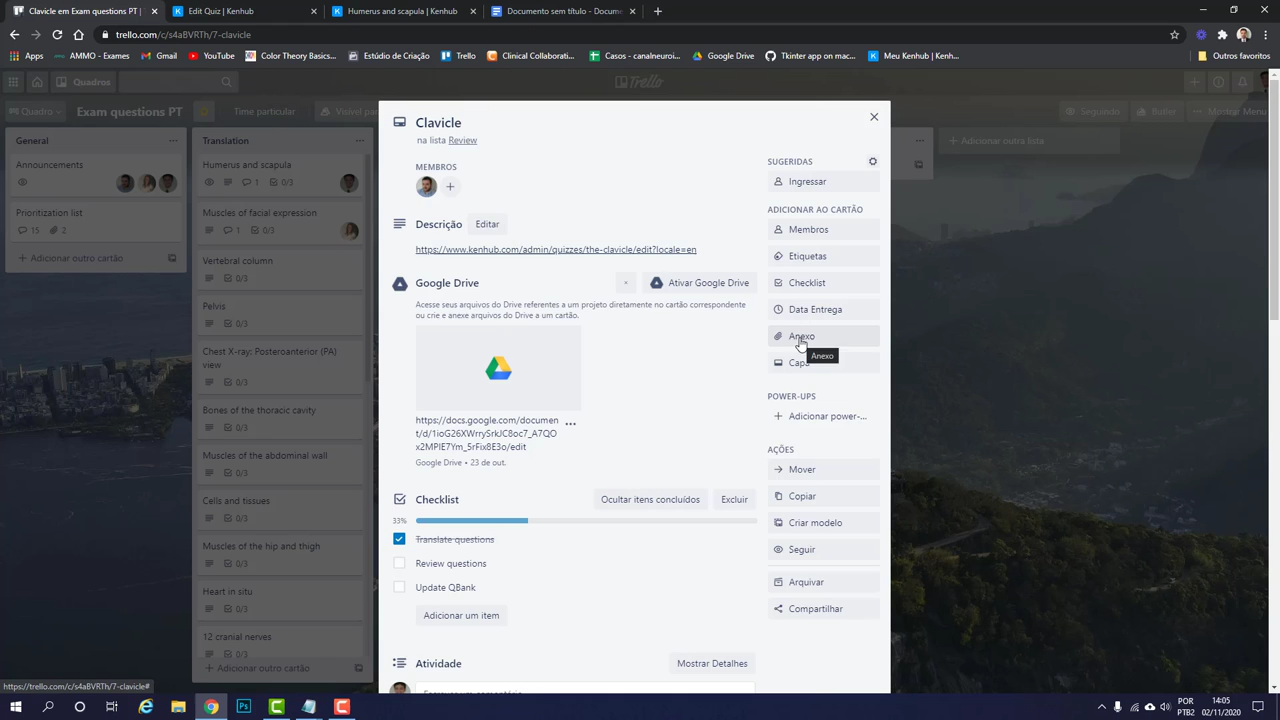 Exam questions PT |
Edit Quiz | Kenhub
Humerus and scapula | Kenhub
Documento sem título - Docume
trello.com/c/s4aBVRTh/7-clavicle
Apps
AMMO - Exames
Gmail
YouTube
Color Theory Basics...
Estúdio de Criação
Trello
Clinical Collaborati...
Casos - canalneuroi...
Google Drive
Meu Kenhub
Meu Kenh...
Quadros
Trello
Quadro
Exam questions PT
Time particular
Visível par
Seguindo
Butler
Mostrar Menu
General
Announcements
Prioritization list
15
2
Adicionar outro cartão
Translation
Humerus and scapula
1
0/3
Muscles of facial expression
1
0/3
Vertebral column
0/3
Pelvis
0/3
Chest X-ray: Posteroanterior (PA)
view
0/3
Bones of the thoracic cavity
0/3
Muscles of the abdominal wall
0/3
Cells and tissues
0/3
Muscles of the hip and thigh
0/3
Heart in situ
0/3
12 cranial nerves
0/3
Adicionar outro cartão
Adicionar outra lista
Clavicle
na lista Review
MEMBROS
Descrição
Editar
https://www.kenhub.com/admin/quizzes/the-clavicle/edit?locale=en
Google Drive
Ativar Google Drive
Acesse seus arquivos do Drive referentes a um projeto diretamente no cartão correspondente
ou crie e anexe arquivos do Drive a um cartão.
https://docs.google.com/documen
t/d/1ioG26XWrrySrkJC8oc7_A7QO
x2MPlE7Ym_5rFix8E3o/edit
Google Drive • 23 de out.
Checklist
Ocultar itens concluídos
Excluir
33%
Translate questions
Review questions
Update QBank
Adicionar um item
Atividade
Mostrar Detalhes
Escrever um comentário...
SUGERIDAS
Ingressar
ADICIONAR AO CARTÃO
Membros
Etiquetas
Checklist
Data Entrega
Anexo
Anexo
Capa
POWER-UPS
Adicionar power-...
AÇÕES
Mover
Copiar
Criar modelo
Seguir
Arquivar
Compartilhar
https://trello.com/c/s4aBVRTh/7-clavicle#
POR
PTB2
14:05
02/11/2020